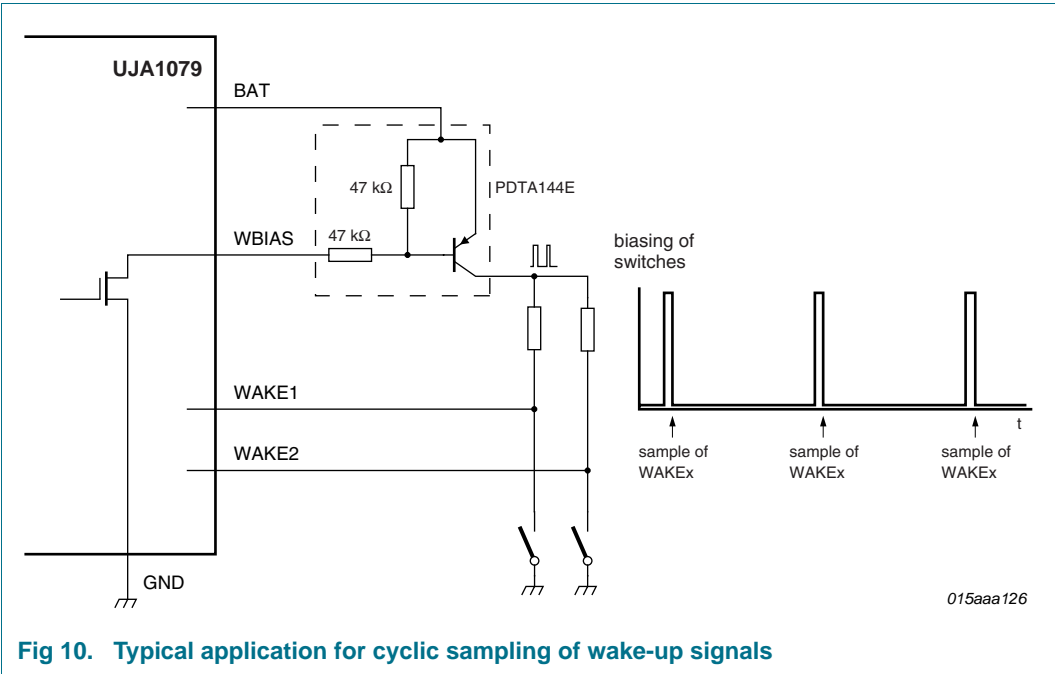 UJA1079
BAT
47 kΩ
PDTA144E
WBIAS
47 kΩ
biasing of
switches
WAKE1
t
sample of
WAKEx
sample of
WAKEx
sample of
WAKEx
WAKE2
GND
015aaa126
Fig 10. Typical application for cyclic sampling of wake-up signals